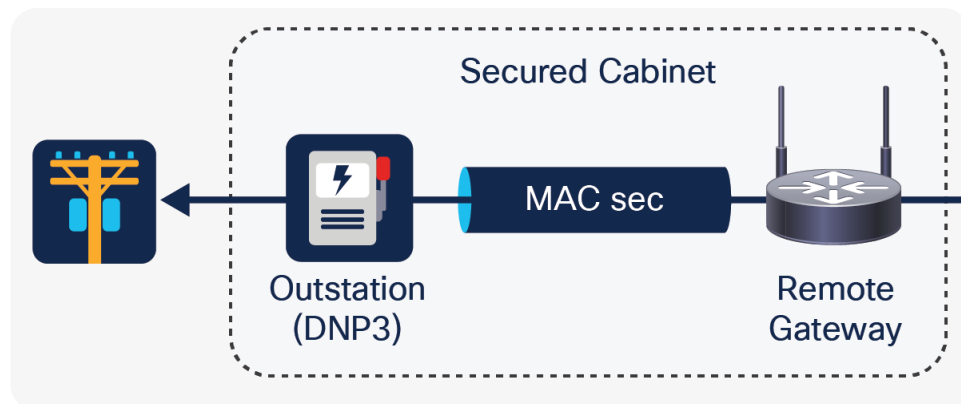 Secured Cabinet
MAC sec
Outstation
(DNP3)
Remote
Gateway